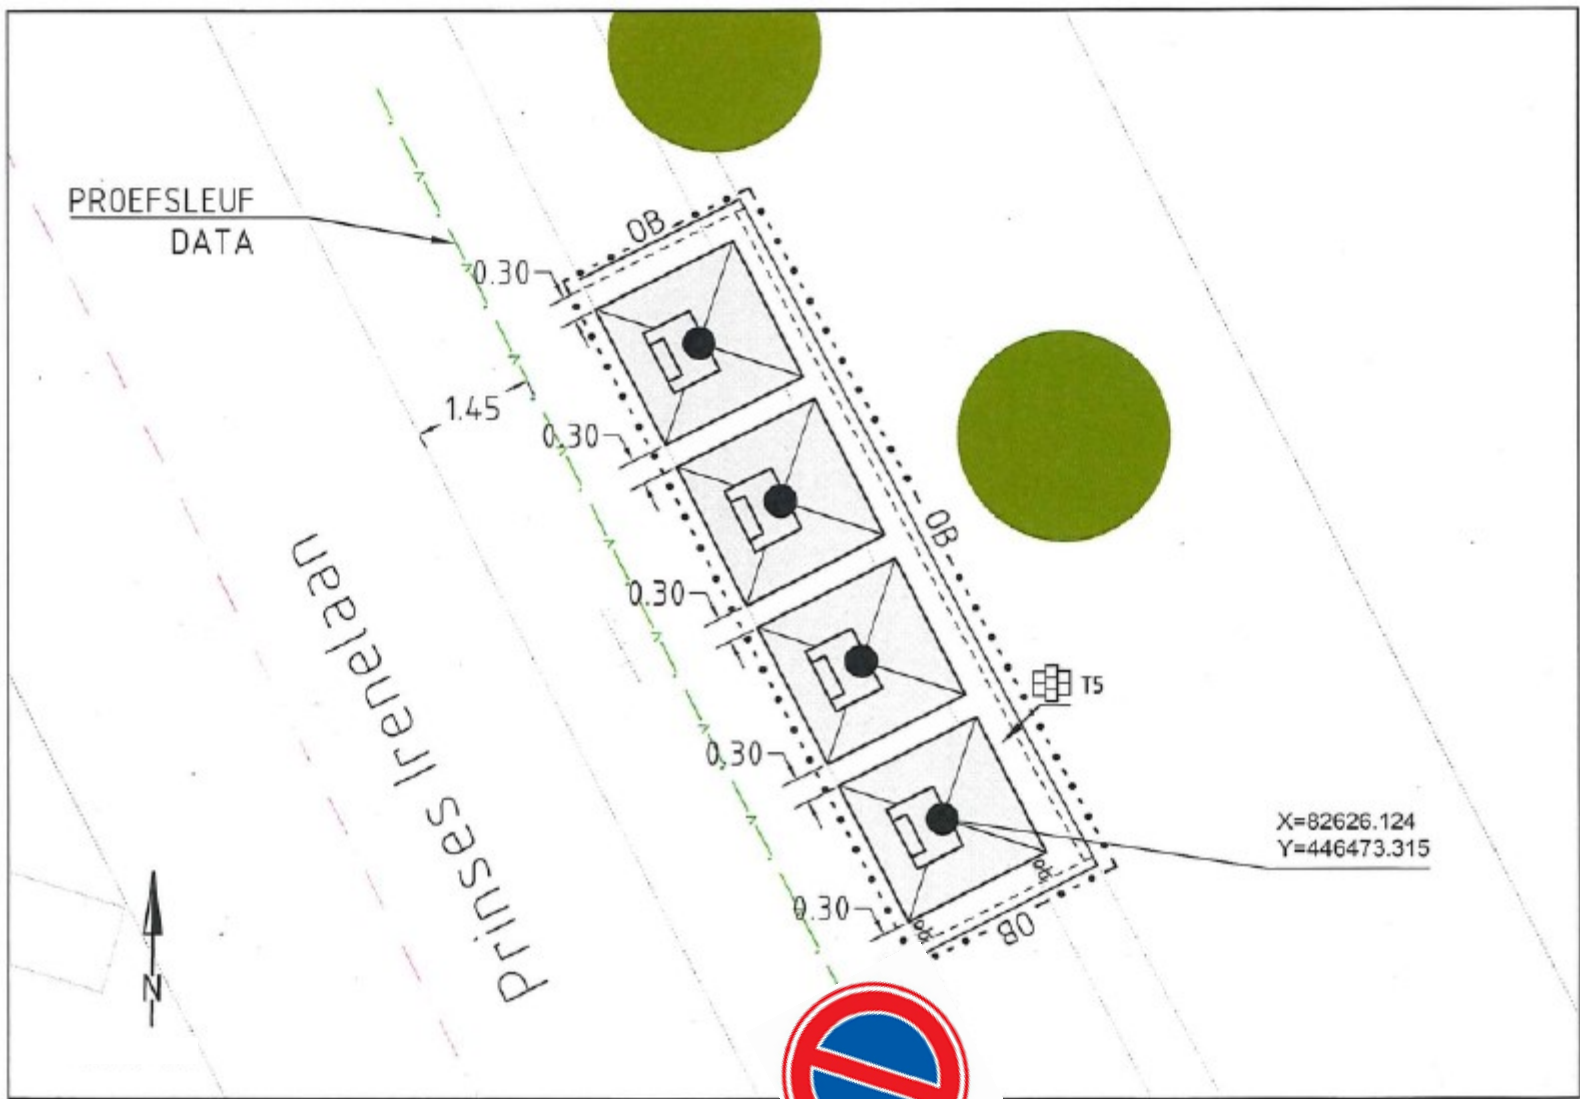 PROEFSLEUF
DATA
OB
0.30
1.45
0.30
OB
0.30
T5
0.30
X=82626.124
Y=446473.315
0.30
OB
Prinses Irenelaan
N